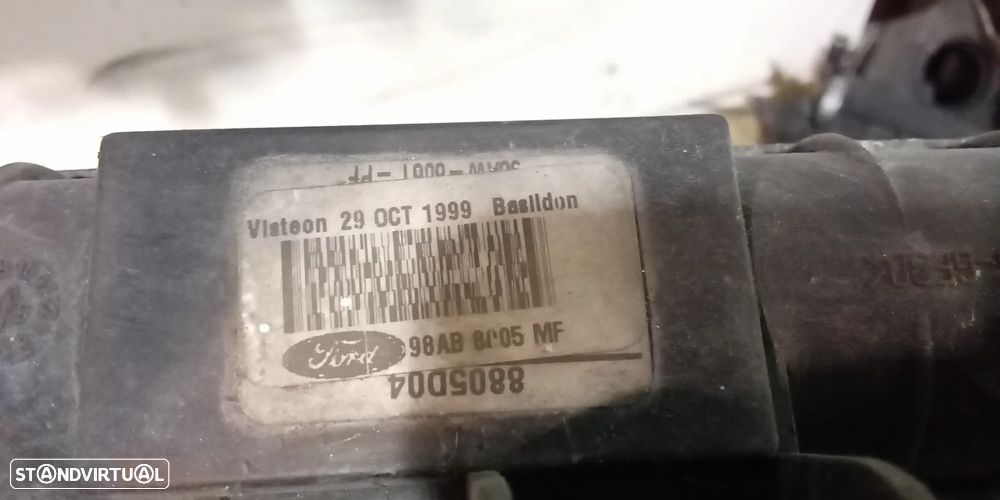 Visteon 29 OCT 1999 Basildon
Ford
98AB 8005 MF
8805D04
STANDVIRTUAL